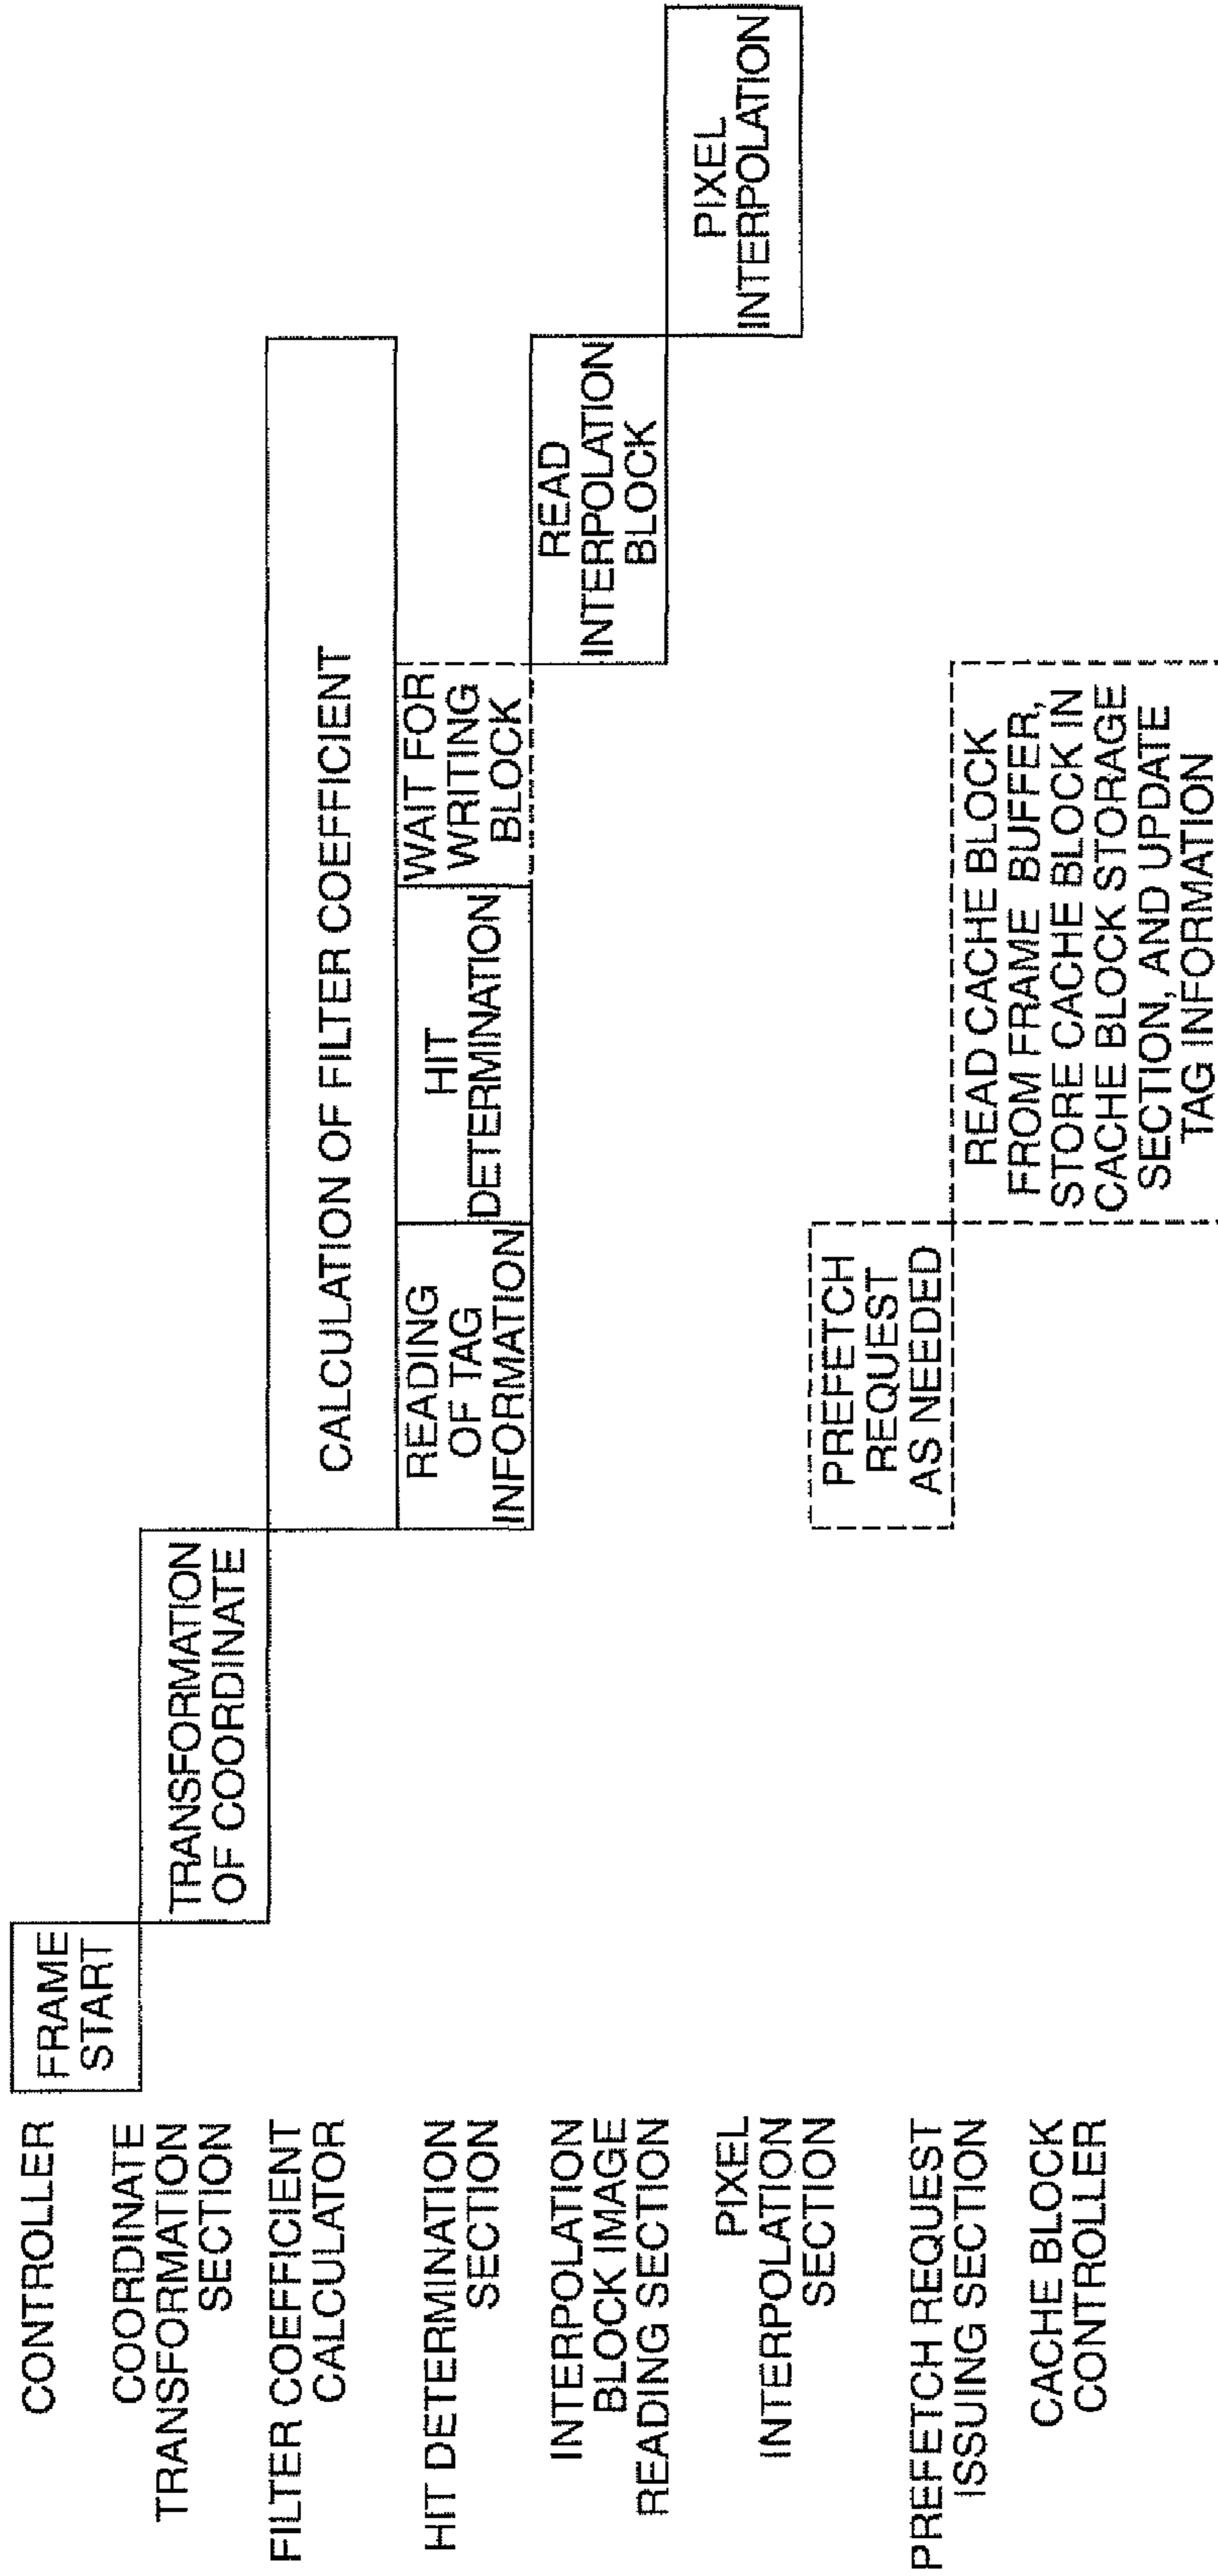 CONTROLLER
FRAME
START
COORDINATE
TRANSFORMATION
SECTION
TRANSFORMATION
OF COORDINATE
FILTER COEFFICIENT
CALCULATOR
CALCULATION OF FILTER COEFFICIENT
HIT DETERMINATION
SECTION
READING
OF TAG
INFORMATION
HIT
DETERMINATION
WAIT FOR
WRITING
BLOCK
INTERPOLATION
BLOCK IMAGE
READING SECTION
READ
INTERPOLATION
BLOCK
PIXEL
INTERPOLATION
SECTION
PIXEL
INTERPOLATION
PREFETCH REQUEST
ISSUING SECTION
PREFETCH
REQUEST
AS NEEDED
CACHE BLOCK
CONTROLLER
READ CACHE BLOCK
FROM FRAME BUFFER,
STORE CACHE BLOCK IN
CACHE BLOCK STORAGE
SECTION, AND UPDATE
TAG INFORMATION